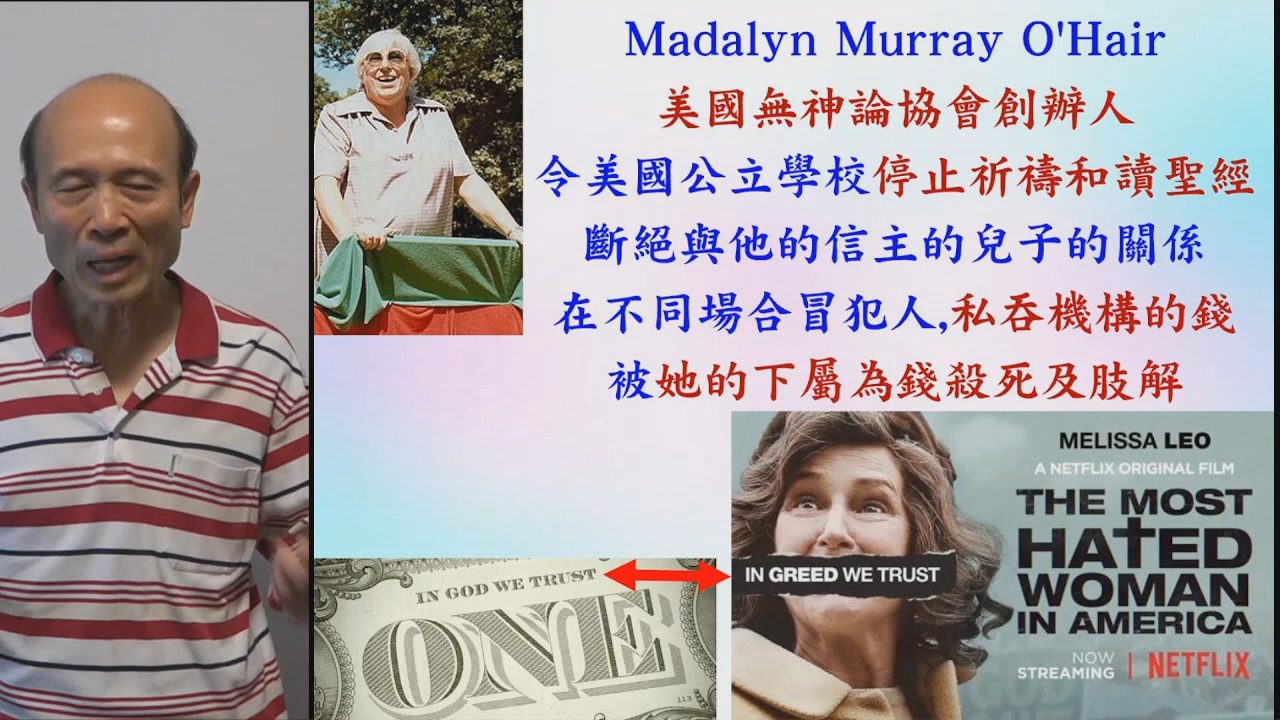 Madalyn Murray O'Hair
美國無神論協會創辦人
令美國公立學校停止祈禱和讀聖經
斷絕與他的信主的兒子的關係
在不同場合冒犯人,私吞機構的錢
被她的下屬為錢殺死及肢解
MELISSA LEO
A NETFLIX ORIGINAL FILM
THE MOST
HATED
WOMAN
IN AMERICA
NOW
STREAMING | NETFLIX
IN GREED WE TRUST
IN GOD WE TRUST
ONE
113